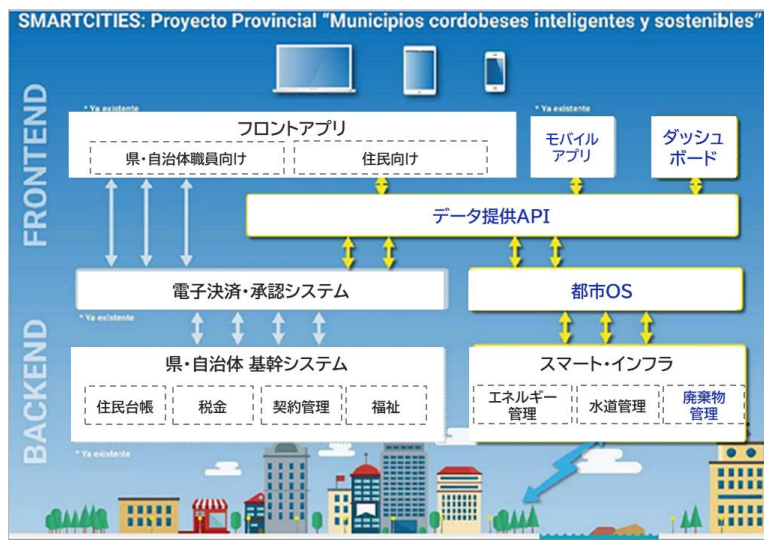 SMARTCITIES: Proyecto Provincial “Municipios cordobeses inteligentes y sostenibles”
FRONTEND
* Ya existente
* Ya existente
フロントアプリ
県・自治体職員向け
住民向け
モバイル
アプリ
ダッシュ
ボード
データ提供API
BACKEND
電子決済・承認システム
都市OS
* Ya existente
県・自治体 基幹システム
住民台帳
税金
契約管理
福祉
スマート・インフラ
エネルギー
管理
水道管理
廃棄物
管理
* Ya existente